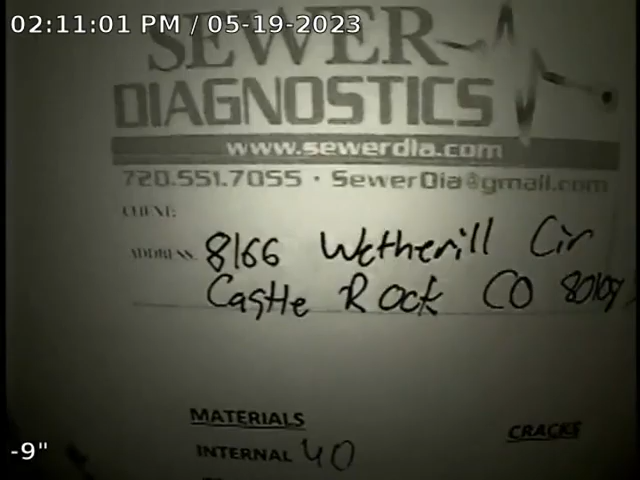 02:11:01 PM / 05-19-2023
SEWER
DIAGNOSTICS
www.sewerdia.com
720.551.7055 · SewerDia@gmail.com
CLIENT:
ADDRESS: 8166 Wetherill Cir
Castle Rock CO 80108
MATERIALS
CRACKS
INTERNAL 40
-9"